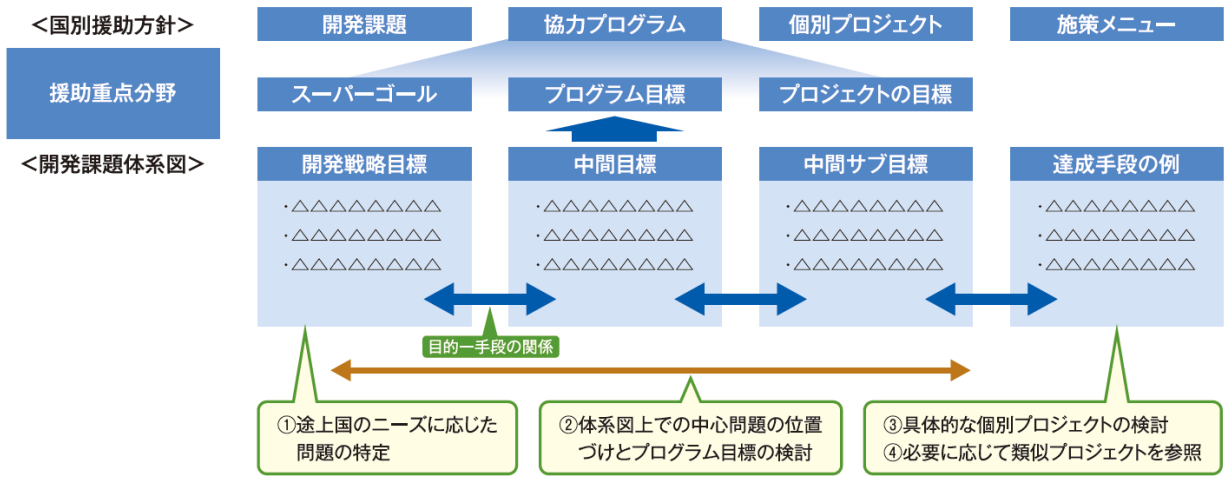 ＜国別援助方針＞
開発課題
協力プログラム
個別プロジェクト
施策メニュー
援助重点分野
スーパーゴール
プログラム目標
プロジェクトの目標
＜開発課題体系図＞
開発戦略目標
中間目標
中間サブ目標
達成手段の例
・△△△△△△△△△
・△△△△△△△△△
・△△△△△△△△△
・△△△△△△△△△
・△△△△△△△△△
・△△△△△△△△△
・△△△△△△△△△
・△△△△△△△△△
・△△△△△△△△△
・△△△△△△△△△
・△△△△△△△△△
・△△△△△△△△△
目的ー手段の関係
①途上国のニーズに応じた
問題の特定
②体系図上での中心問題の位置
づけとプログラム目標の検討
③具体的な個別プロジェクトの検討
④必要に応じて類似プロジェクトを参照